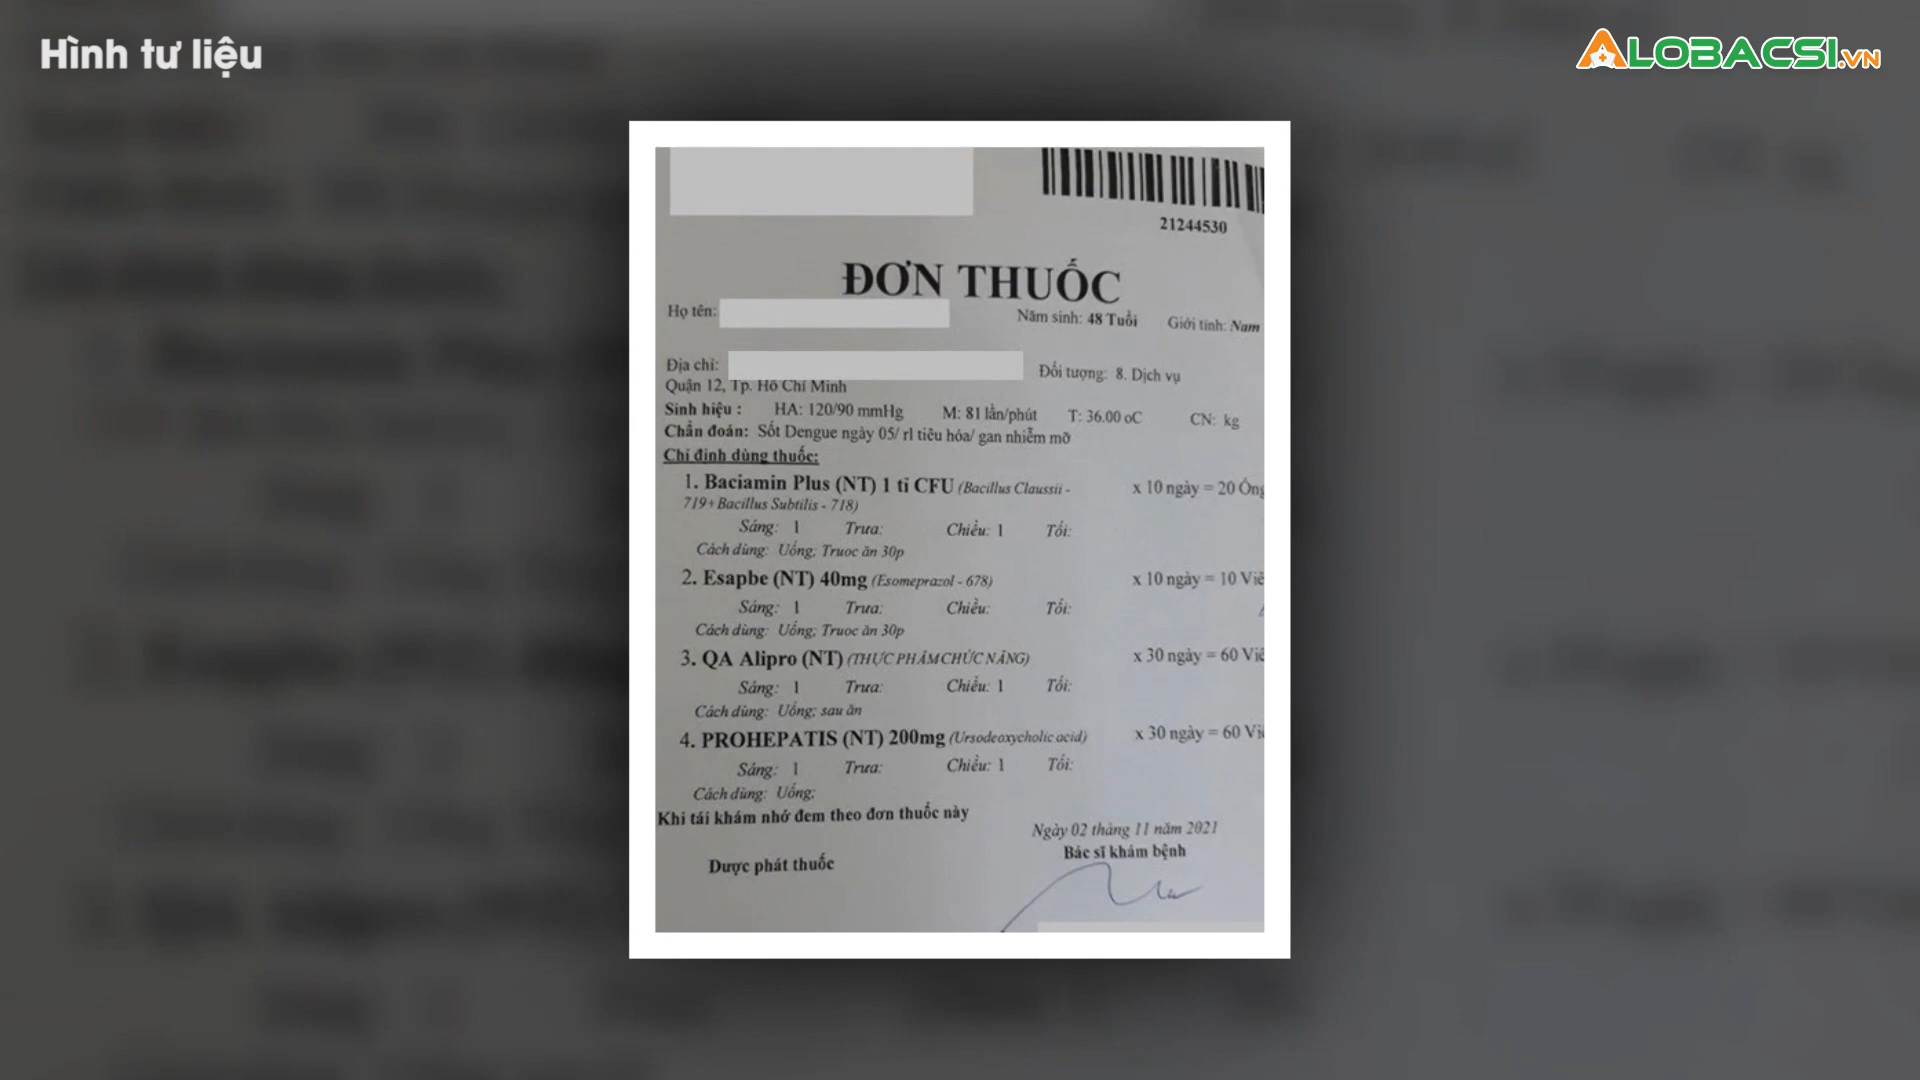 Hình tư liệu
ALOBACSI.VN
21244530
ĐƠN THUỐC
Họ tên: Năm sinh: 48 Tuổi Giới tính: Nam
Địa chỉ: Đối tượng: 8. Dịch vụ
Quận 12, Tp. Hồ Chí Minh
Sinh hiệu : HA: 120/90 mmHg M: 81 lần/phút T: 36.00 oC CN: kg
Chẩn đoán: Sốt Dengue ngày 05/ rl tiêu hóa/ gan nhiễm mỡ
Chỉ định dùng thuốc:
1. Baciamin Plus (NT) 1 tỉ CFU (Bacillus Claussii - x 10 ngày = 20 Ống
719+ Bacillus Subtilis - 718)
Sáng: 1 Trưa: Chiều: 1 Tối:
Cách dùng: Uống; Truoc ăn 30p
2. Esapbe (NT) 40mg (Esomeprazol - 678) x 10 ngày = 10 Viê
Sáng: 1 Trưa: Chiều: Tối:
Cách dùng: Uống; Truoc ăn 30p
3. QA Alipro (NT) (THỰC PHẨM CHỨC NĂNG) x 30 ngày = 60 Viê
Sáng: 1 Trưa: Chiều: 1 Tối:
Cách dùng: Uống; sau ăn
4. PROHEPATIS (NT) 200mg (Ursodeoxycholic acid) x 30 ngày = 60 Viê
Sáng: 1 Trưa: Chiều: 1 Tối:
Cách dùng: Uống;
Khi tái khám nhớ đem theo đơn thuốc này
Ngày 02 tháng 11 năm 2021
Dược phát thuốc Bác sĩ khám bệnh